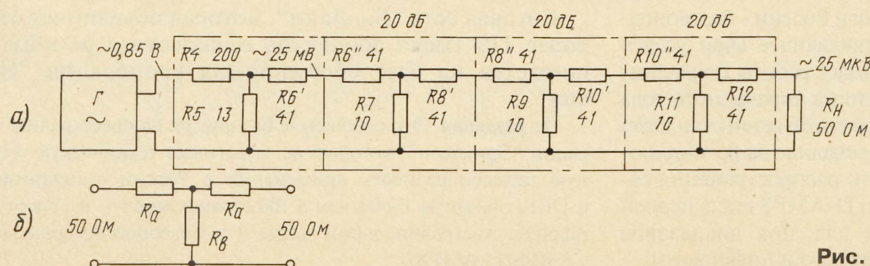 20 дБ 20 дБ 20 дБ
~0,85 В R4 200 ~25 мВ R6" 41 R8" 41 R10" 41 ~25 мкВ
а) Г ~ R5 13 R6' 41 R7 10 R8' 41 R9 10 R10' 41 R11 10 R12 41 Rн 50 Ом
б) 50 Ом Rа Rа Rв 50 Ом
Рис.